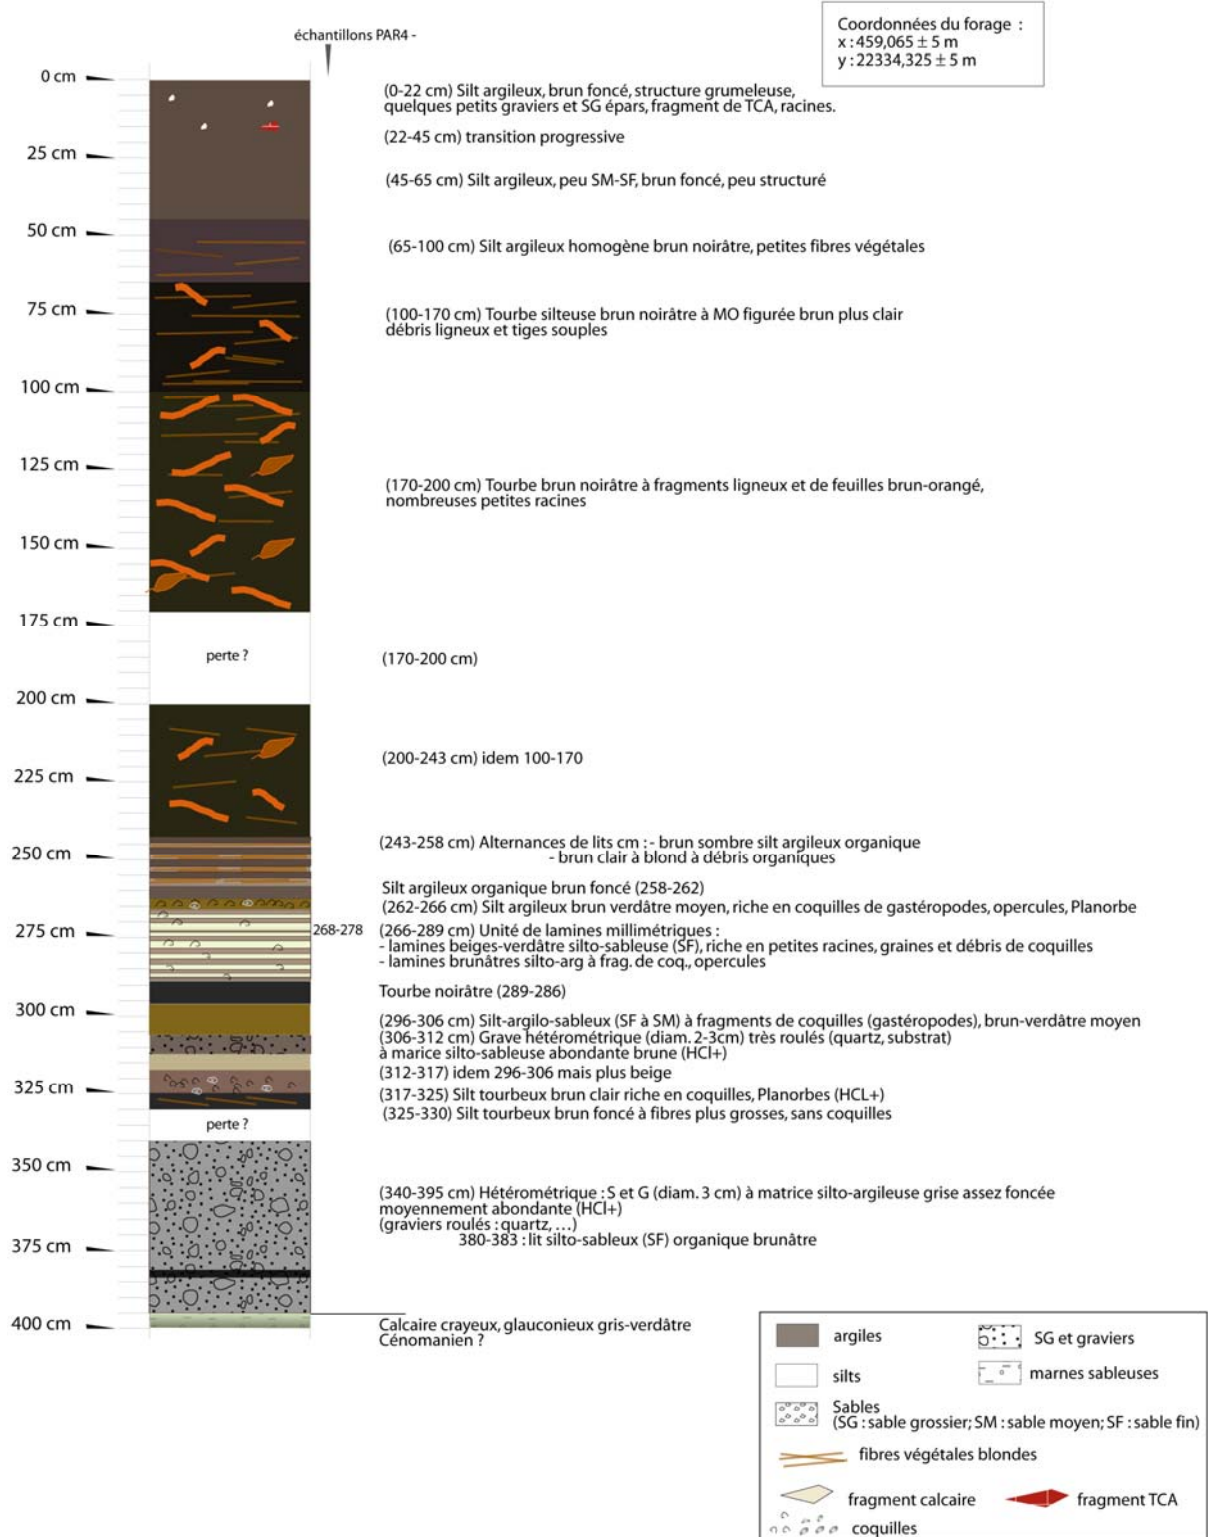 échantillons PAR4 -
Coordonnées du forage :
x : 459,065 ± 5 m
y : 22334,325 ± 5 m
0 cm
(0-22 cm) Silt argileux, brun foncé, structure grumeleuse,
quelques petits graviers et SG épars, fragment de TCA, racines.
(22-45 cm) transition progressive
25 cm
(45-65 cm) Silt argileux, peu SM-SF, brun foncé, peu structuré
50 cm
(65-100 cm) Silt argileux homogène brun noirâtre, petites fibres végétales
75 cm
(100-170 cm) Tourbe silteuse brun noirâtre à MO figurée brun plus clair
débris ligneux et tiges souples
100 cm
125 cm
(170-200 cm) Tourbe brun noirâtre à fragments ligneux et de feuilles brun-orangé,
nombreuses petites racines
150 cm
175 cm
perte ?
(170-200 cm)
200 cm
(200-243 cm) idem 100-170
225 cm
(243-258 cm) Alternances de lits cm : - brun sombre silt argileux organique
- brun clair à blond à débris organiques
250 cm
Silt argileux organique brun foncé (258-262)
(262-266 cm) Silt argileux brun verdâtre moyen, riche en coquilles de gastéropodes, opercules, Planorbe
275 cm
268-278
(266-289 cm) Unité de lamines millimétriques :
- lamines beiges-verdâtre silto-sableuse (SF), riche en petites racines, graines et débris de coquilles
- lamines brunâtres silto-arg à frag. de coq., opercules
Tourbe noirâtre (289-286)
300 cm
(296-306 cm) Silt-argilo-sableux (SF à SM) à fragments de coquilles (gastéropodes), brun-verdâtre moyen
(306-312 cm) Grave hétérométrique (diam. 2-3cm) très roulés (quartz, substrat)
à marice silto-sableuse abondante brune (HCl+)
(312-317) idem 296-306 mais plus beige
325 cm
(317-325) Silt tourbeux brun clair riche en coquilles, Planorbes (HCL+)
(325-330) Silt tourbeux brun foncé à fibres plus grosses, sans coquilles
perte ?
350 cm
(340-395 cm) Hétérométrique : S et G (diam. 3 cm) à matrice silto-argileuse grise assez foncée
moyennement abondante (HCl+)
(graviers roulés : quartz, ...)
380-383 : lit silto-sableux (SF) organique brunâtre
375 cm
400 cm
Calcaire crayeux, glauconieux gris-verdâtre
Cénomanien ?
argiles
SG et graviers
silts
marnes sableuses
Sables
(SG : sable grossier; SM : sable moyen; SF : sable fin)
fibres végétales blondes
fragment calcaire
fragment TCA
coquilles